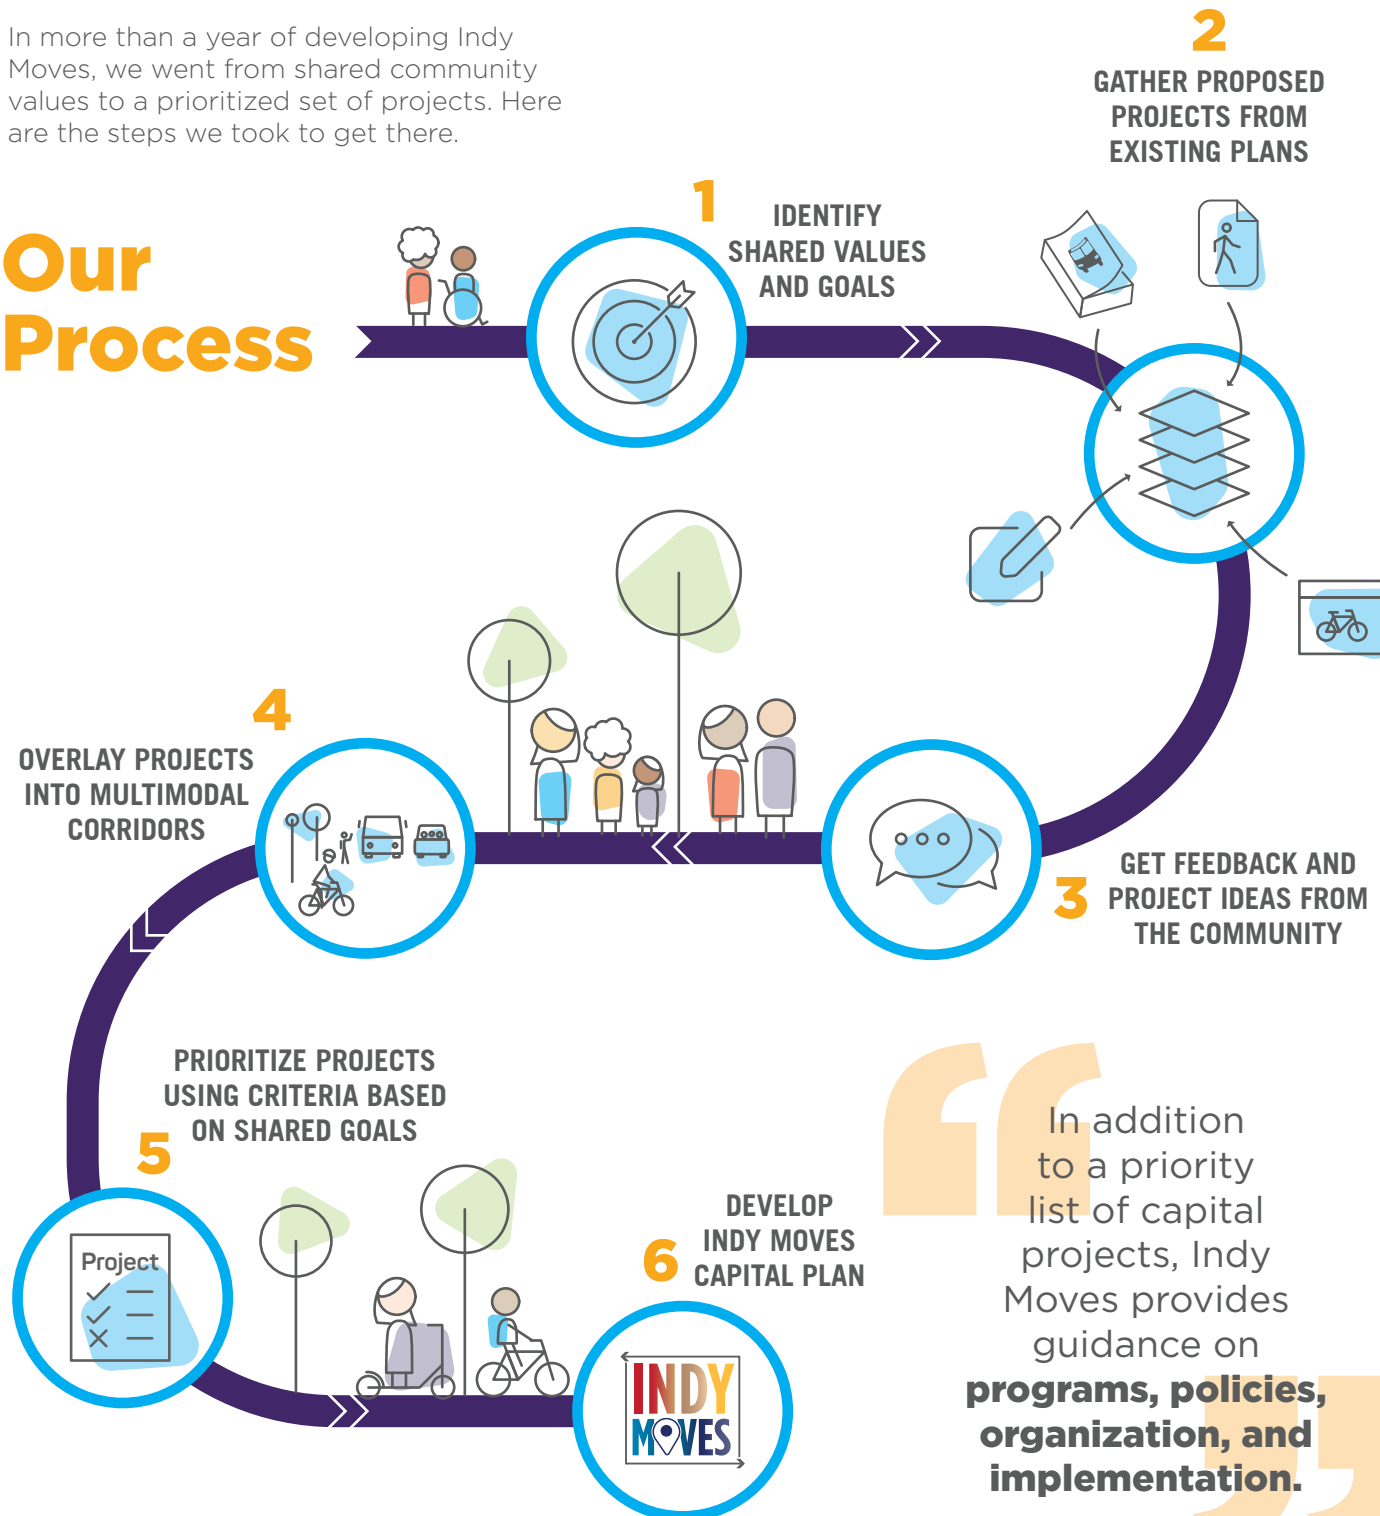 In more than a year of developing Indy
Moves, we went from shared community
values to a prioritized set of projects. Here
are the steps we took to get there.
Our
Process
1
IDENTIFY
SHARED VALUES
AND GOALS
2
GATHER PROPOSED
PROJECTS FROM
EXISTING PLANS
3
GET FEEDBACK AND
PROJECT IDEAS FROM
THE COMMUNITY
4
OVERLAY PROJECTS
INTO MULTIMODAL
CORRIDORS
5
PRIORITIZE PROJECTS
USING CRITERIA BASED
ON SHARED GOALS
Project
6
DEVELOP
INDY MOVES
CAPITAL PLAN
INDY
MOVES
“
In addition
to a priority
list of capital
projects, Indy
Moves provides
guidance on
programs, policies,
organization, and
implementation.
”